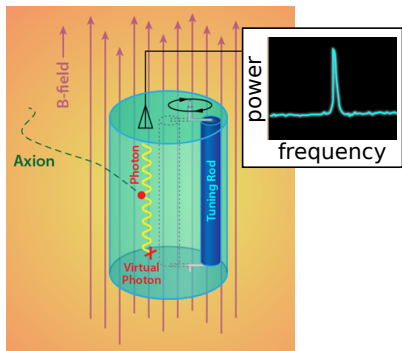 B-field
power
frequency
Axion
Photon
Tuning Rod
Virtual
Photon